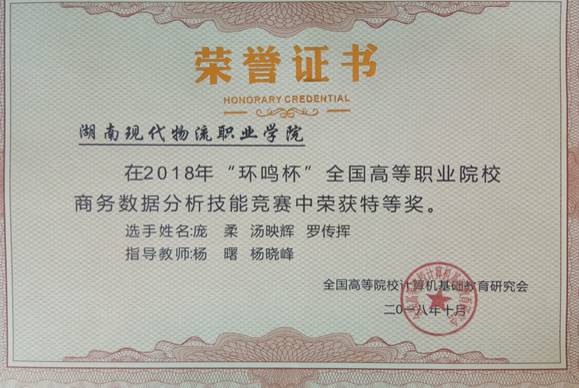 荣誉证书
HONORARY CREDENTIAL
湖南现代物流职业学院
在2018年“环鸣杯”全国高等职业院校
商务数据分析技能竞赛中荣获特等奖。
选手姓名:庞 柔 汤映辉 罗传挥
指导教师:杨 曙 杨晓峰
全国高等院校计算机基础教育研究会
二〇一八年十月